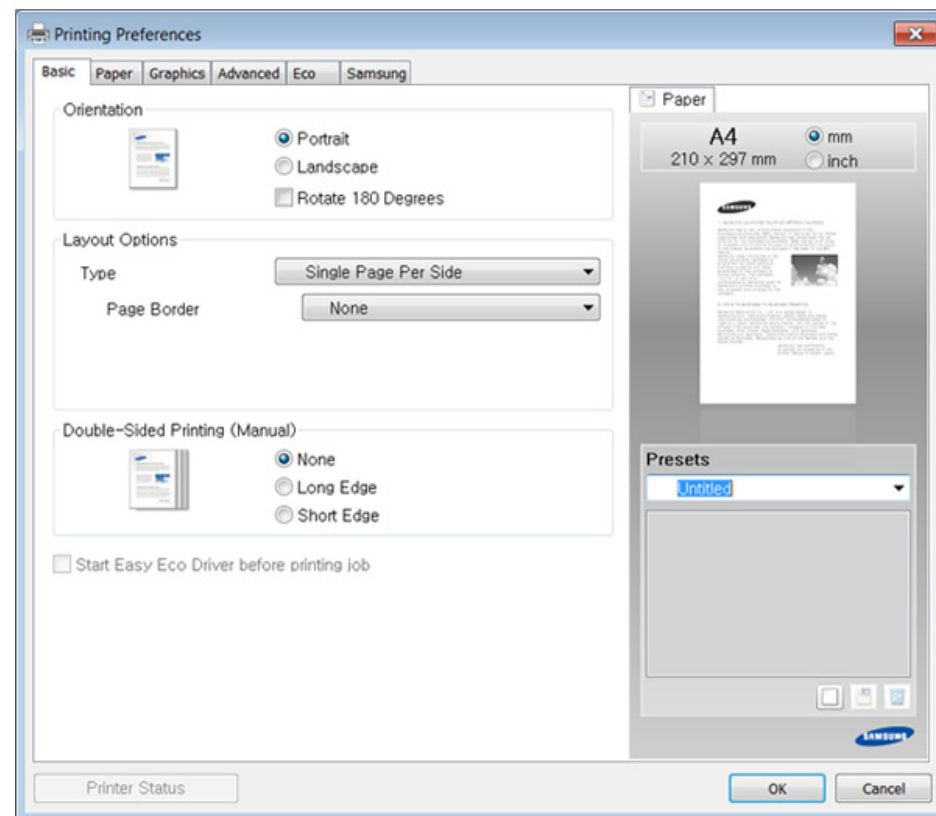 Printing Preferences
Basic Paper Graphics Advanced Eco Samsung
Orientation
Portrait
Landscape
Rotate 180 Degrees
Layout Options
Type Single Page Per Side
Page Border None
Double-Sided Printing (Manual)
None
Long Edge
Short Edge
Start Easy Eco Driver before printing job
Paper
A4
210 x 297 mm
mm
inch
SAMSUNG
Presets
Untitled
SAMSUNG
Printer Status OK Cancel